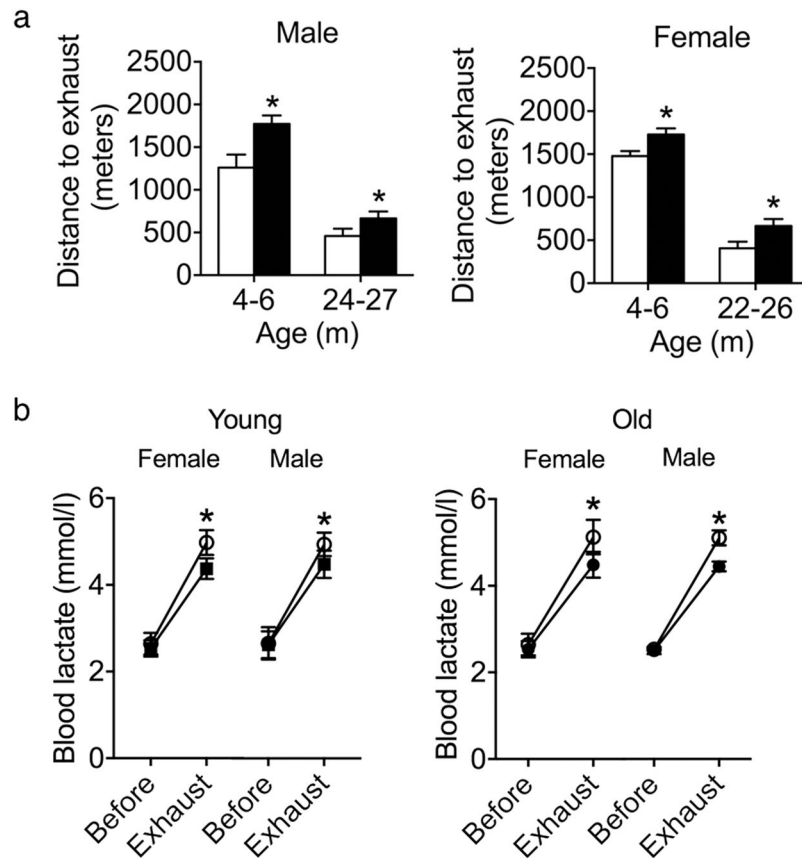 a
Male
Distance to exhaust
(meters)
2500
2000
1500
1000
500
0
*
*
4-6
24-27
Age (m)
Female
Distance to exhaust
(meters)
2500
2000
1500
1000
500
0
*
*
4-6
22-26
Age (m)
b
Young
Female Male
Blood lactate (mmol/l)
6
4
2
0
*
*
Before
Exhaust
Before
Exhaust
Old
Female Male
Blood lactate (mmol/l)
6
4
2
0
*
*
Before
Exhaust
Before
Exhaust